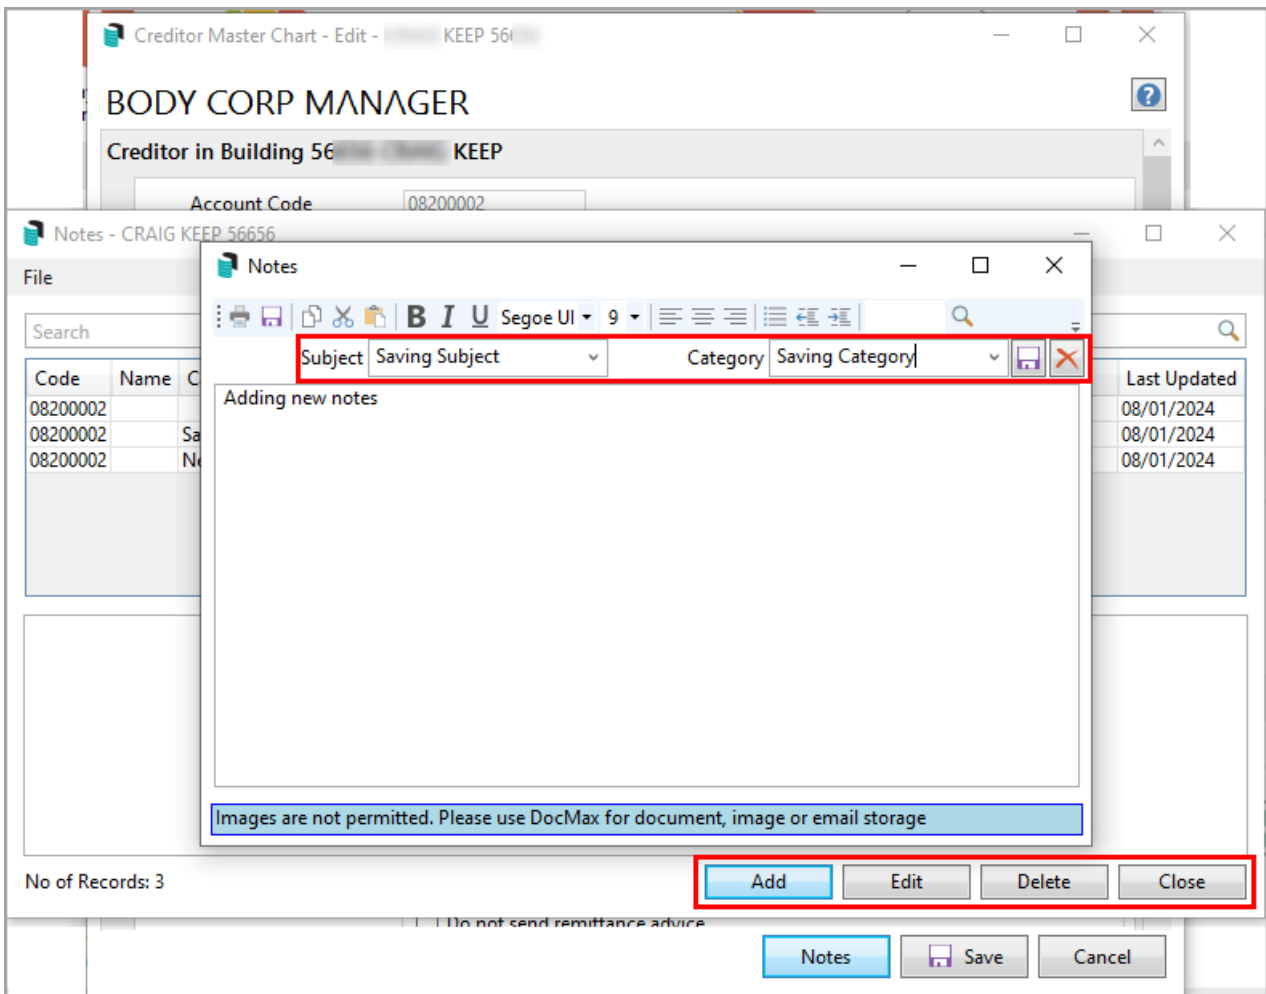 Creditor Master Chart - Edit - KEEP 56
BODY CORP MANAGER
Creditor in Building 56 KEEP
Account Code 08200002
Notes - CRAIG KEEP 56656
File
Search
Code Name C
08200002
08200002 Sa
08200002 Ne
Last Updated
08/01/2024
08/01/2024
08/01/2024
Notes
B I U Segoe UI 9
Subject Saving Subject Category Saving Category
Adding new notes
Images are not permitted. Please use DocMax for document, image or email storage
No of Records: 3
Add Edit Delete Close
Do not send remittance advice
Notes Save Cancel